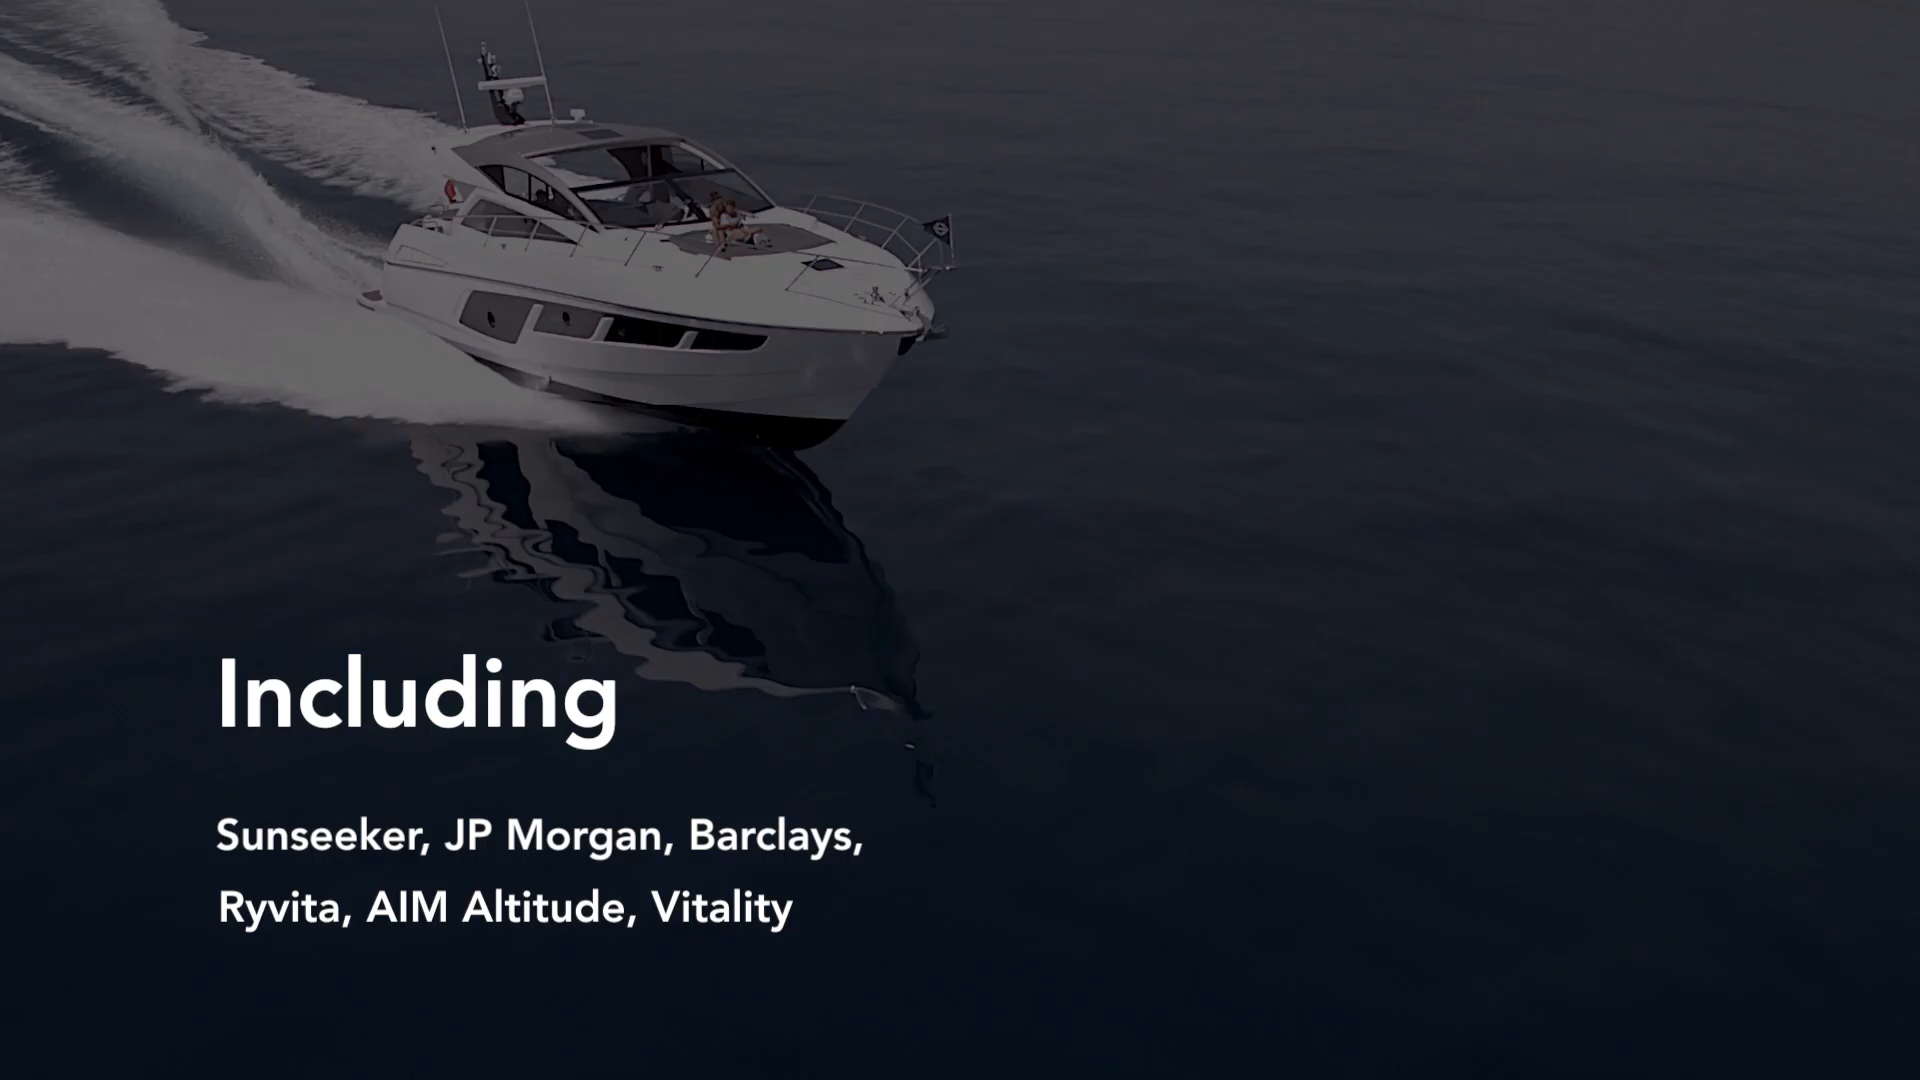 Including
Sunseeker, JP Morgan, Barclays,
Ryvita, AIM Altitude, Vitality